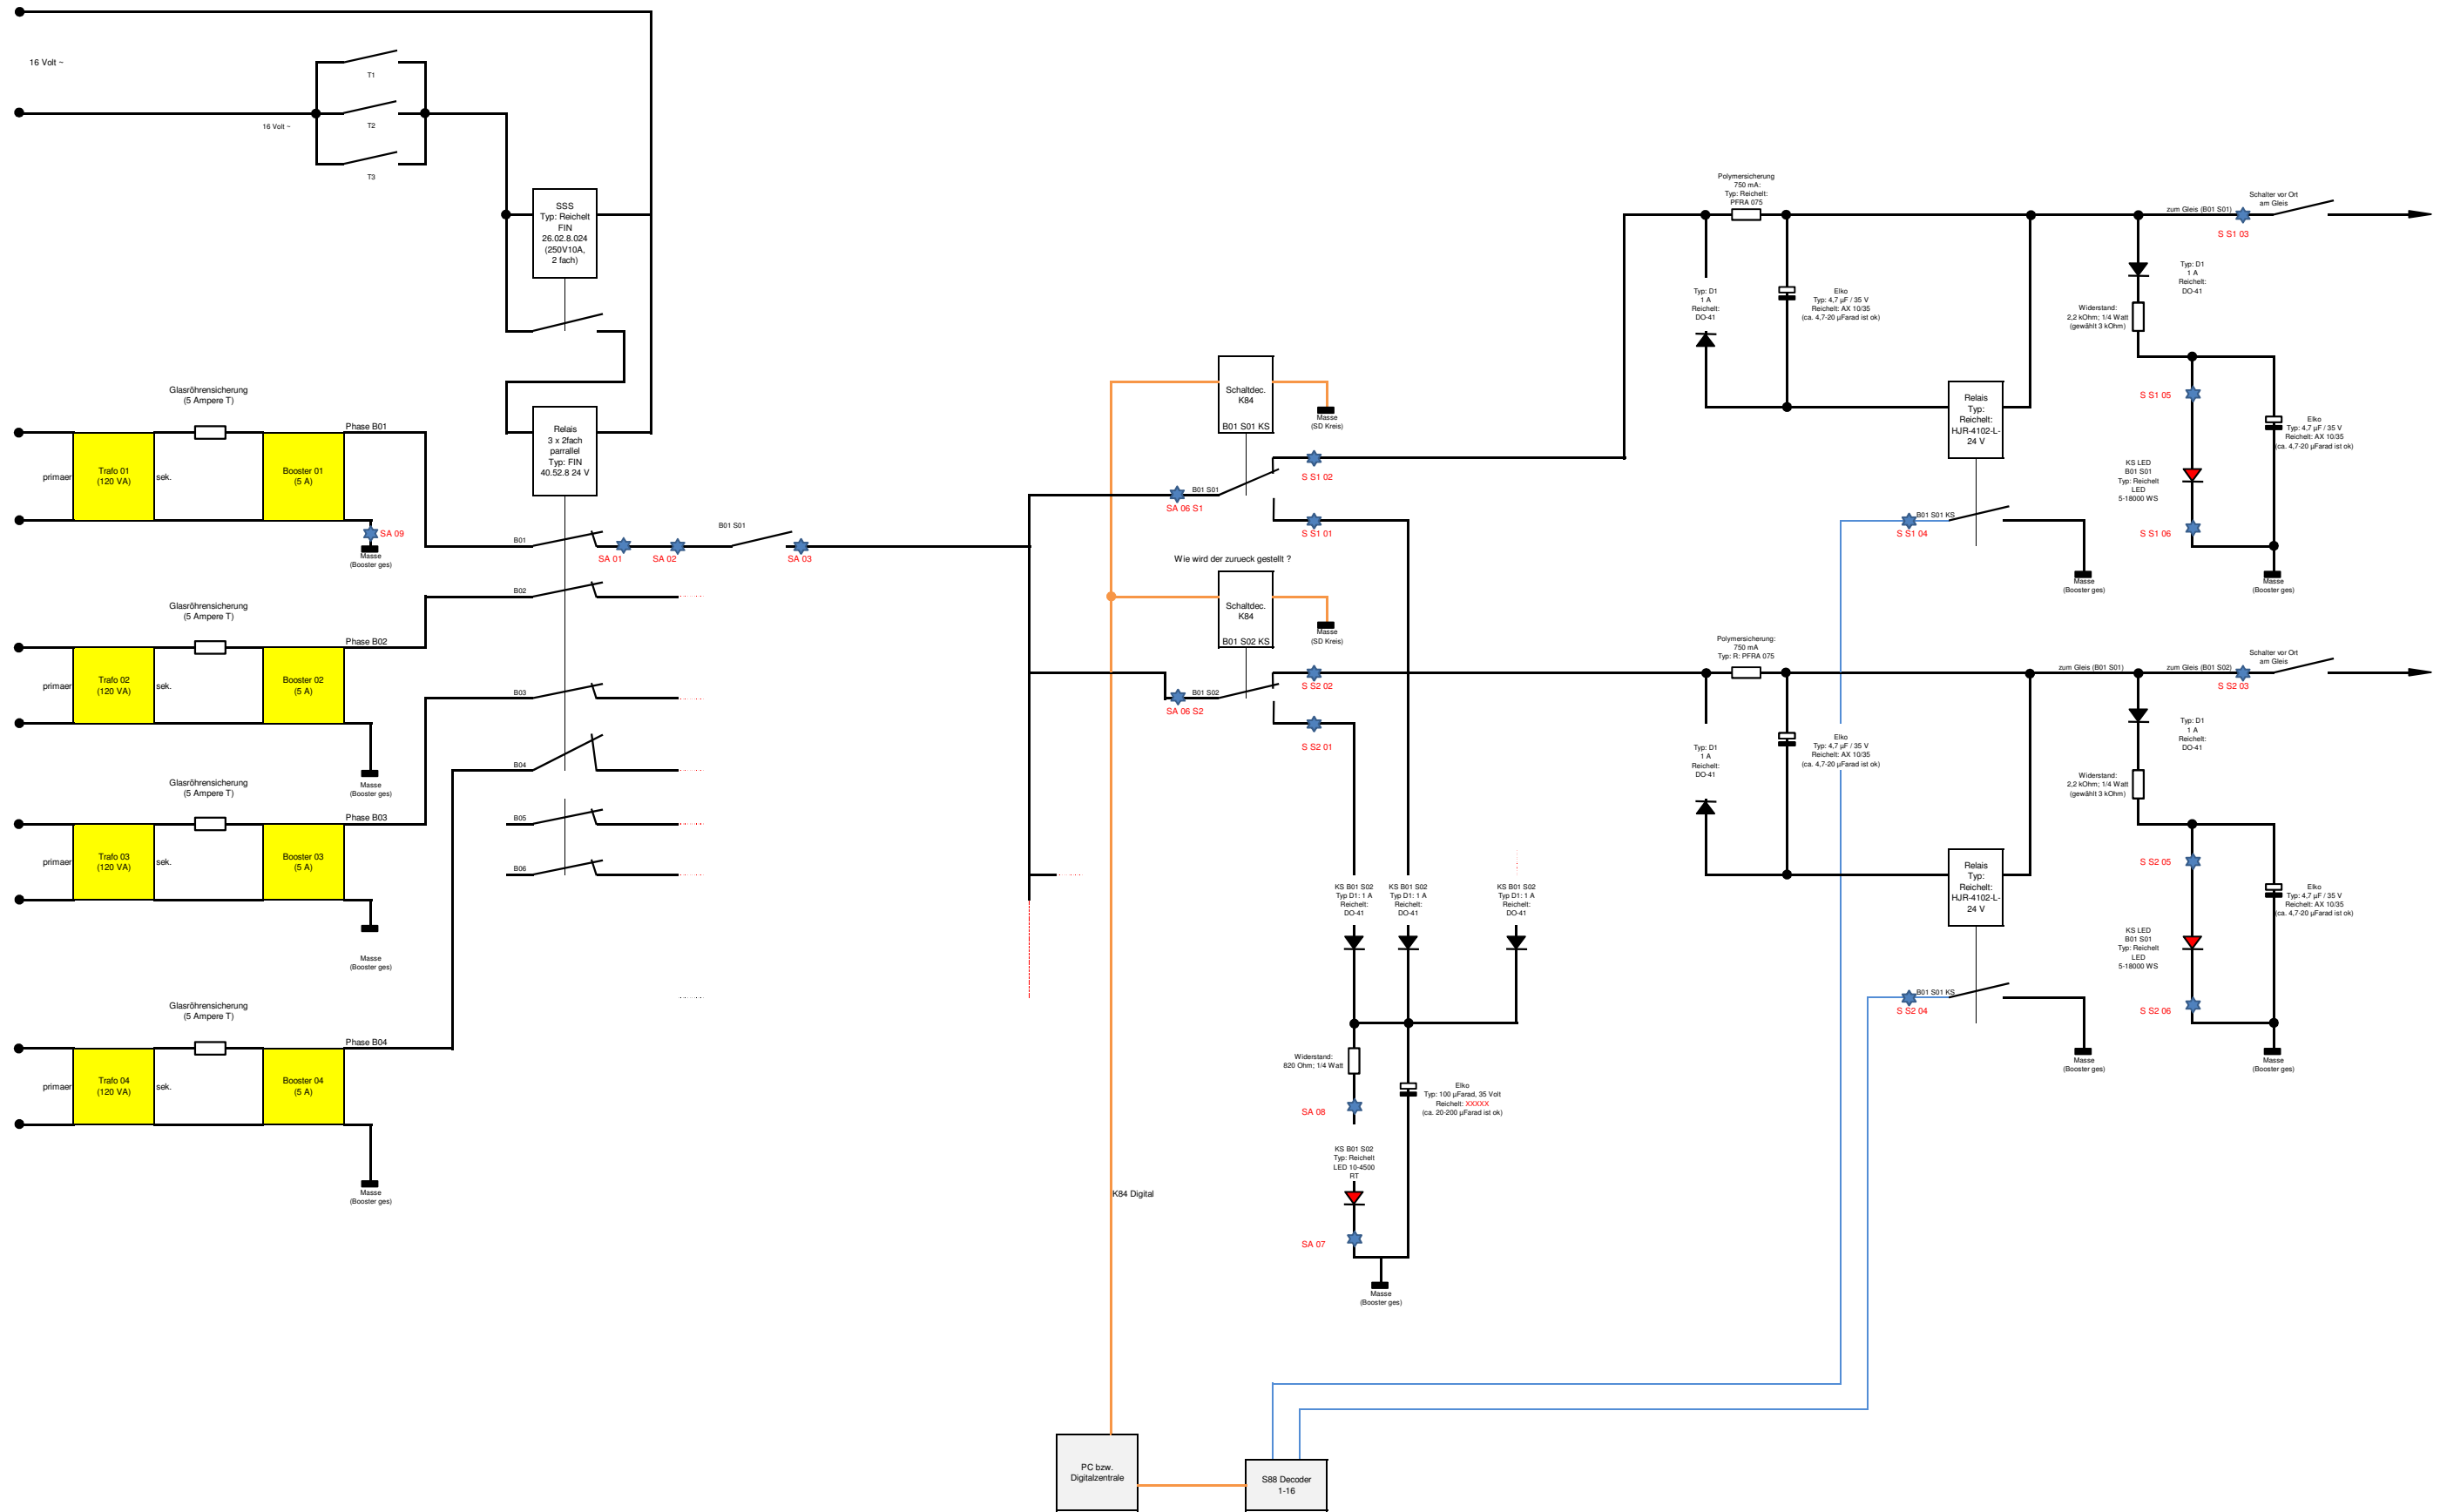 16 Volt ~
T1
16 Volt ~
T2
T3
SSS
Typ: Reichelt
FIN
26.02.8.024
(250V10A,
2 fach)
Relais
3 x 2fach
parrallel
Typ: FIN
40.52.8 24 V
Glasröhrensicherung
(5 Ampere T)
Phase B01
primaer
Trafo 01
(120 VA)
sek.
Booster 01
(5 A)
SA 09
Masse
(Booster ges)
Glasröhrensicherung
(5 Ampere T)
Phase B02
primaer
Trafo 02
(120 VA)
sek.
Booster 02
(5 A)
Masse
(Booster ges)
Glasröhrensicherung
(5 Ampere T)
Phase B03
primaer
Trafo 03
(120 VA)
sek.
Booster 03
(5 A)
Masse
(Booster ges)
Glasröhrensicherung
(5 Ampere T)
Phase B04
primaer
Trafo 04
(120 VA)
sek.
Booster 04
(5 A)
Masse
(Booster ges)
B01
SA 01
SA 02
B01 S01
SA 03
B02
B03
B04
B05
B06
Schaltdec.
K84
B01 S01 KS
Masse
(SD Kreis)
B01 S01
SA 06 S1
S S1 02
S S1 01
Wie wird der zurueck gestellt ?
Schaltdec.
K84
B01 S02 KS
Masse
(SD Kreis)
B01 S02
SA 06 S2
S S2 02
S S2 01
KS B01 S02
Typ D1: 1 A
Reichelt:
DO-41
KS B01 S02
Typ D1: 1 A
Reichelt:
DO-41
KS B01 S02
Typ D1: 1 A
Reichelt:
DO-41
Widerstand:
820 Ohm; 1/4 Watt
SA 08
Elko
Typ: 100 µFarad, 35 Volt
Reichelt: XXXXX
(ca. 20-200 µFarad ist ok)
KS B01 S02
Typ: Reichelt
LED 10-4500
RT
SA 07
Masse
(Booster ges)
K84 Digital
PC bzw.
Digitalzentrale
S88 Decoder
1-16
Polymersicherung
750 mA:
Typ: Reichelt:
PFRA 075
Typ: D1
1 A
Reichelt:
DO-41
Elko
Typ: 4,7 µF / 35 V
Reichelt: AX 10/35
(ca. 4,7-20 µFarad ist ok)
Relais
Typ:
Reichelt:
HJR-4102-L-
24 V
B01 S01 KS
S S1 04
Masse
(Booster ges)
zum Gleis (B01 S01)
S S1 03
Schalter vor Ort
am Gleis
Typ: D1
1 A
Reichelt:
DO-41
Widerstand:
2,2 kOhm; 1/4 Watt
(gewählt 3 kOhm)
S S1 05
Elko
Typ: 4,7 µF / 35 V
Reichelt: AX 10/35
(ca. 4,7-20 µFarad ist ok)
KS LED
B01 S01
Typ: Reichelt
LED
5-18000 WS
S S1 06
Masse
(Booster ges)
Polymersicherung:
750 mA
Typ: R: PFRA 075
Typ: D1
1 A
Reichelt:
DO-41
Elko
Typ: 4,7 µF / 35 V
Reichelt: AX 10/35
(ca. 4,7-20 µFarad ist ok)
Relais
Typ:
Reichelt:
HJR-4102-L-
24 V
B01 S01 KS
S S2 04
Masse
(Booster ges)
zum Gleis (B01 S01)
zum Gleis (B01 S02)
S S2 03
Schalter vor Ort
am Gleis
Typ: D1
1 A
Reichelt:
DO-41
Widerstand:
2,2 kOhm; 1/4 Watt
(gewählt 3 kOhm)
S S2 05
Elko
Typ: 4,7 µF / 35 V
Reichelt: AX 10/35
(ca. 4,7-20 µFarad ist ok)
KS LED
B01 S01
Typ: Reichelt
LED
5-18000 WS
S S2 06
Masse
(Booster ges)